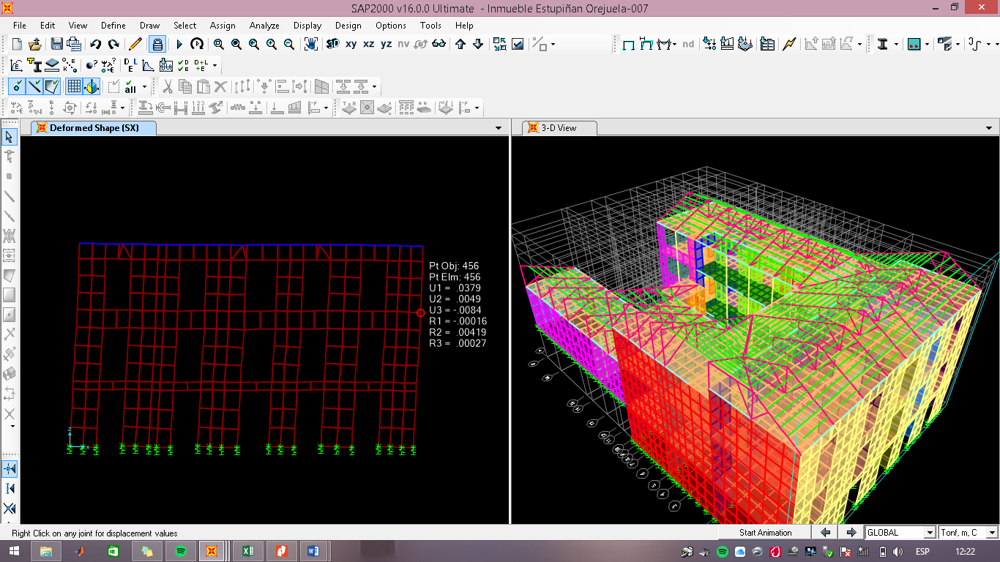 SAP2000 v16.0.0 Ultimate - Inmueble Estupiñan Orejuela-007
File Edit View Define Draw Select Assign Analyze Display Design Options Tools Help
3D xy xz yz nv
nd
all
Deformed Shape (SX)
3-D View
Pt Obj: 456
Pt Elm: 456
U1 = .0379
U2 = .0049
U3 = -.0084
R1 = -.00016
R2 = .00419
R3 = .00027
Z
X
Right Click on any joint for displacement values
Start Animation
GLOBAL
Tonf, m, C
ESP
12:22